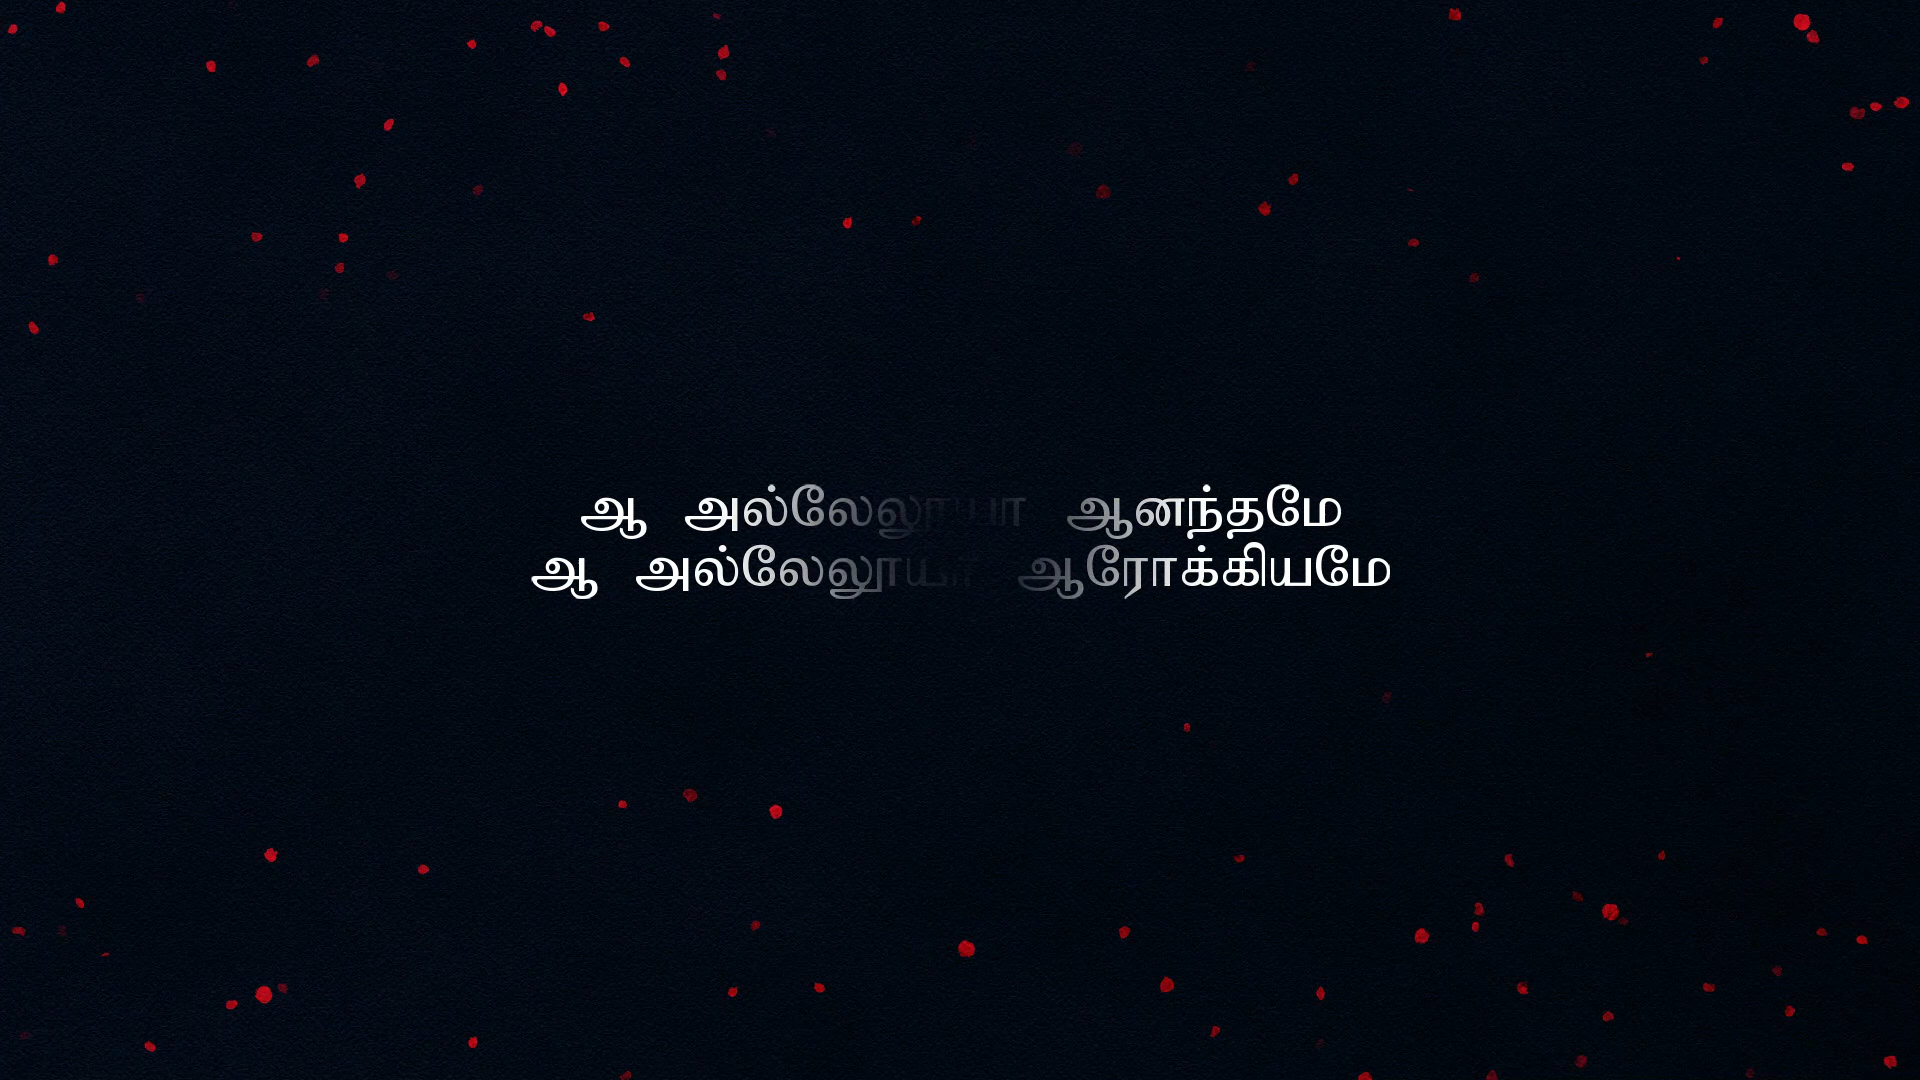 ஆ அல்லேலூயா ஆனந்தமே
ஆ அல்லேலூயா ஆரோக்கியமே